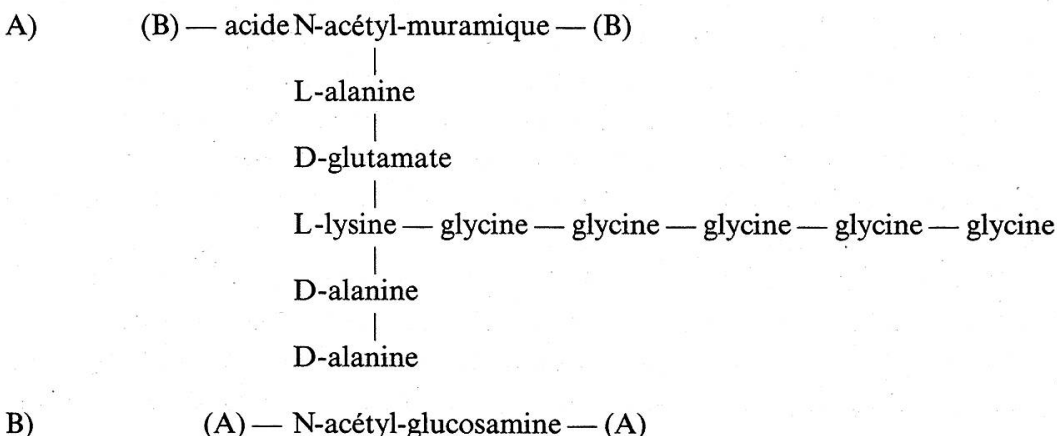 A) (B) — acide N-acétyl-muramique — (B)
L-alanine
D-glutamate
L-lysine — glycine — glycine — glycine — glycine — glycine
D-alanine
D-alanine
B) (A) — N-acétyl-glucosamine — (A)